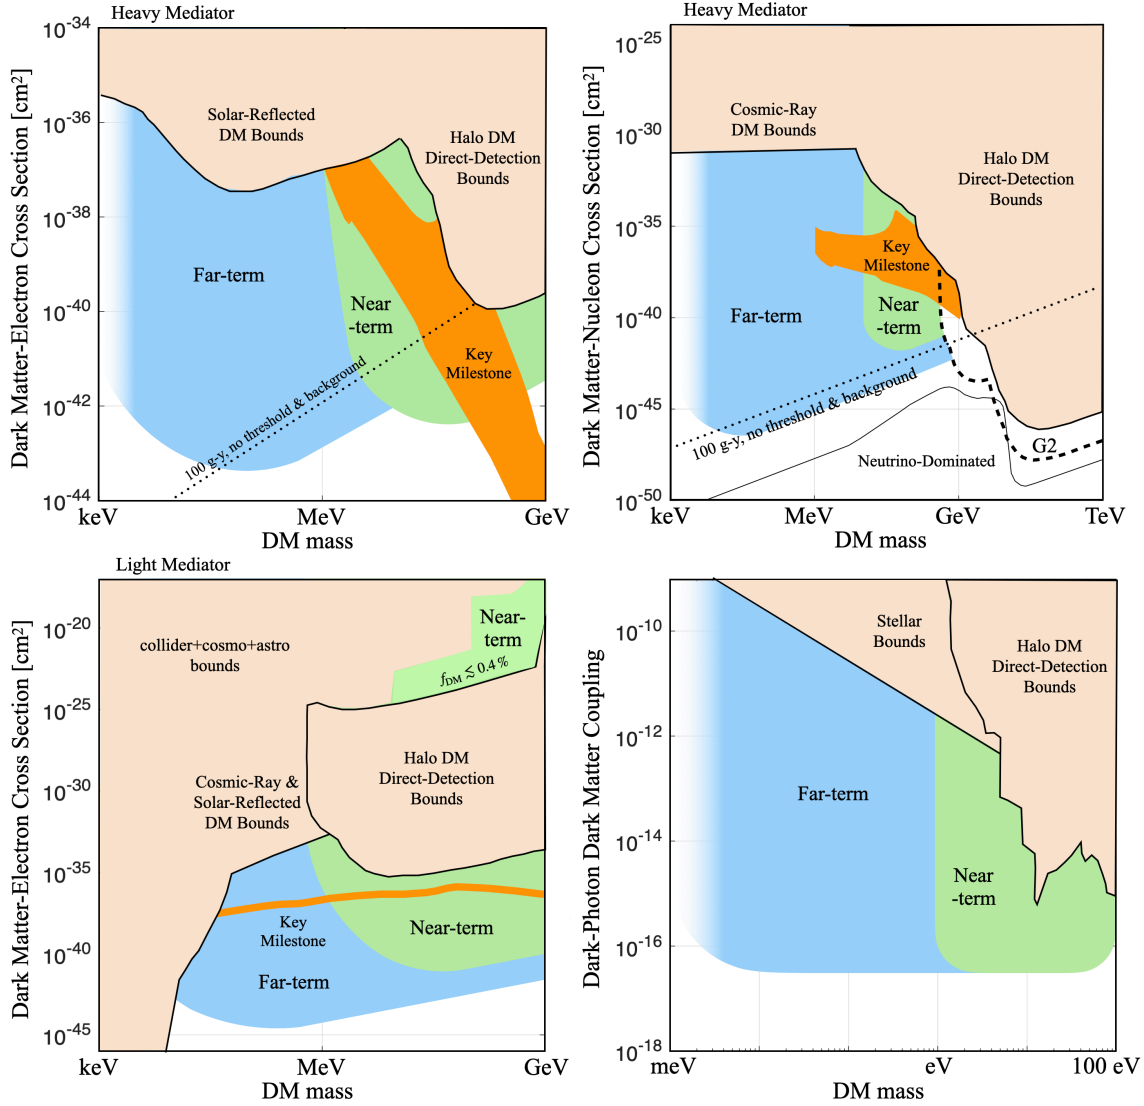 Heavy Mediator
Dark Matter-Electron Cross Section [cm²]
10⁻³⁴
10⁻³⁶
10⁻³⁸
10⁻⁴⁰
10⁻⁴²
10⁻⁴⁴
Solar-Reflected
DM Bounds
Halo DM
Direct-Detection
Bounds
Far-term
Near
-term
Key
Milestone
100 g-y, no threshold & background
keV
MeV
GeV
DM mass
Heavy Mediator
Dark Matter-Nucleon Cross Section [cm²]
10⁻²⁵
10⁻³⁰
10⁻³⁵
10⁻⁴⁰
10⁻⁴⁵
10⁻⁵⁰
Cosmic-Ray
DM Bounds
Halo DM
Direct-Detection
Bounds
Key
Milestone
Far-term
Near
-term
100 g-y, no threshold & background
G2
Neutrino-Dominated
keV
MeV
GeV
TeV
DM mass
Light Mediator
Dark Matter-Electron Cross Section [cm²]
10⁻²⁰
10⁻²⁵
10⁻³⁰
10⁻³⁵
10⁻⁴⁰
10⁻⁴⁵
collider+cosmo+astro
bounds
Near-
term
f_DM ≲ 0.4 %
Halo DM
Direct-Detection
Bounds
Cosmic-Ray &
Solar-Reflected
DM Bounds
Key
Milestone
Near-term
Far-term
keV
MeV
GeV
DM mass
Dark-Photon Dark Matter Coupling
10⁻¹⁰
10⁻¹²
10⁻¹⁴
10⁻¹⁶
10⁻¹⁸
Stellar
Bounds
Halo DM
Direct-Detection
Bounds
Far-term
Near
-term
meV
eV
100 eV
DM mass